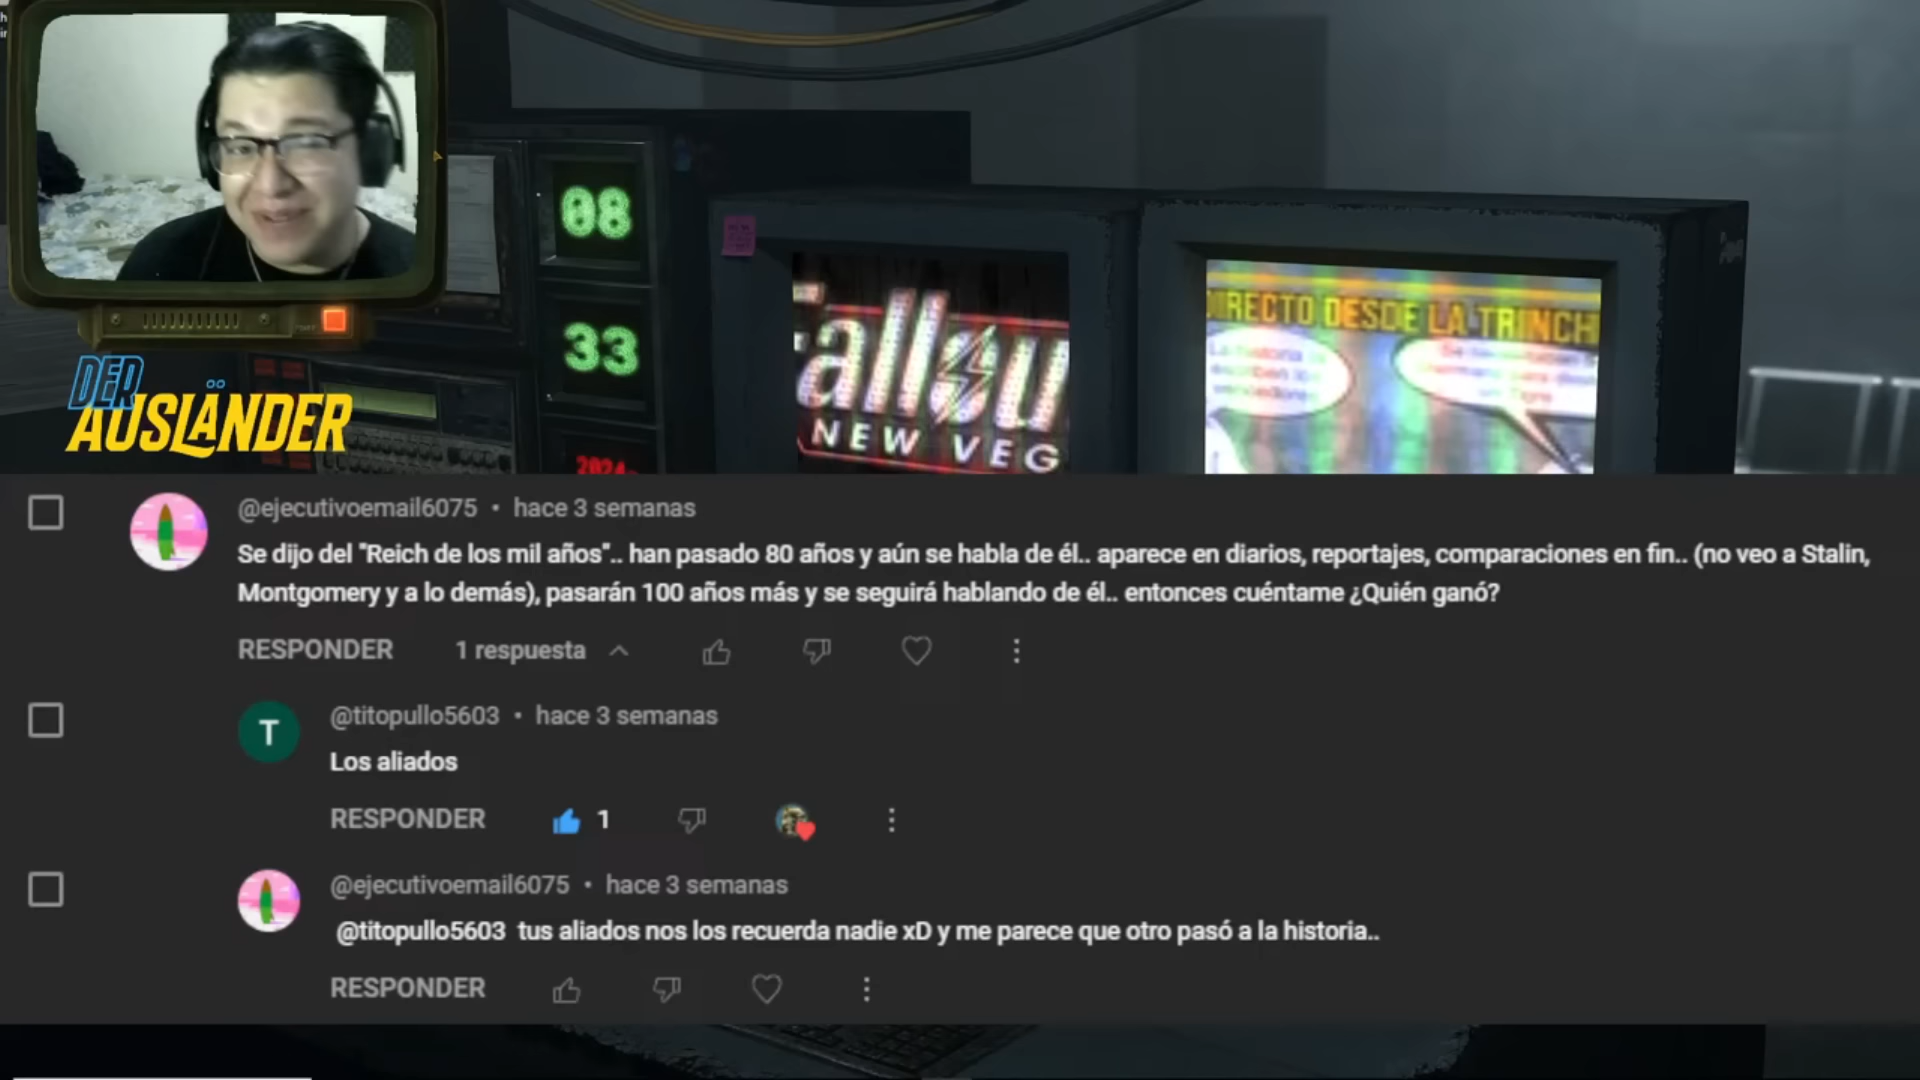 08
33
2024
Fallou
NEW VEG
DIRECTO DESDE LA TRINCH
DER
AUSLÄNDER
@ejecutivoemail6075 • hace 3 semanas
Se dijo del "Reich de los mil años".. han pasado 80 años y aún se habla de él.. aparece en diarios, reportajes, comparaciones en fin.. (no veo a Stalin,
Montgomery y a lo demás), pasarán 100 años más y se seguirá hablando de él.. entonces cuéntame ¿Quién ganó?
RESPONDER 1 respuesta
T
@titopullo5603 • hace 3 semanas
Los aliados
RESPONDER 1
@ejecutivoemail6075 • hace 3 semanas
@titopullo5603 tus aliados nos los recuerda nadie xD y me parece que otro pasó a la historia..
RESPONDER